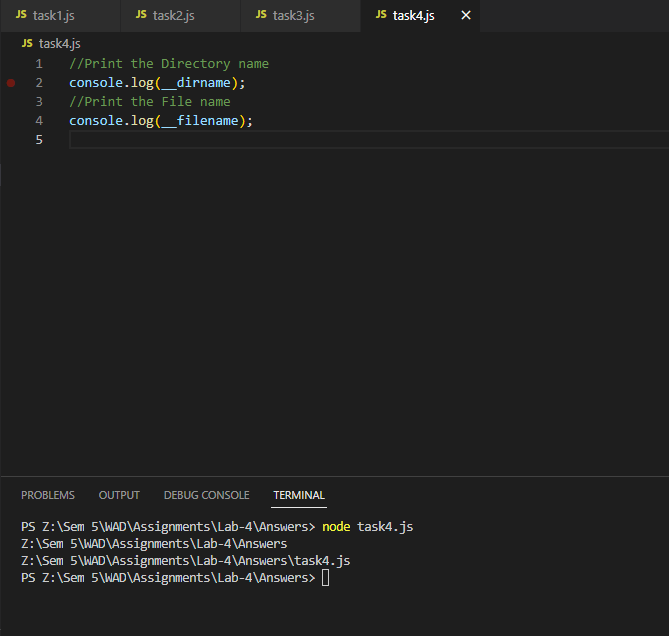 JS task1.js JS task2.js JS task3.js JS task4.js ×
JS task4.js
1 //Print the Directory name
2 console.log(__dirname);
3 //Print the File name
4 console.log(__filename);
5
PROBLEMS OUTPUT DEBUG CONSOLE TERMINAL
PS Z:\Sem 5\WAD\Assignments\Lab-4\Answers> node task4.js
Z:\Sem 5\WAD\Assignments\Lab-4\Answers
Z:\Sem 5\WAD\Assignments\Lab-4\Answers\task4.js
PS Z:\Sem 5\WAD\Assignments\Lab-4\Answers>